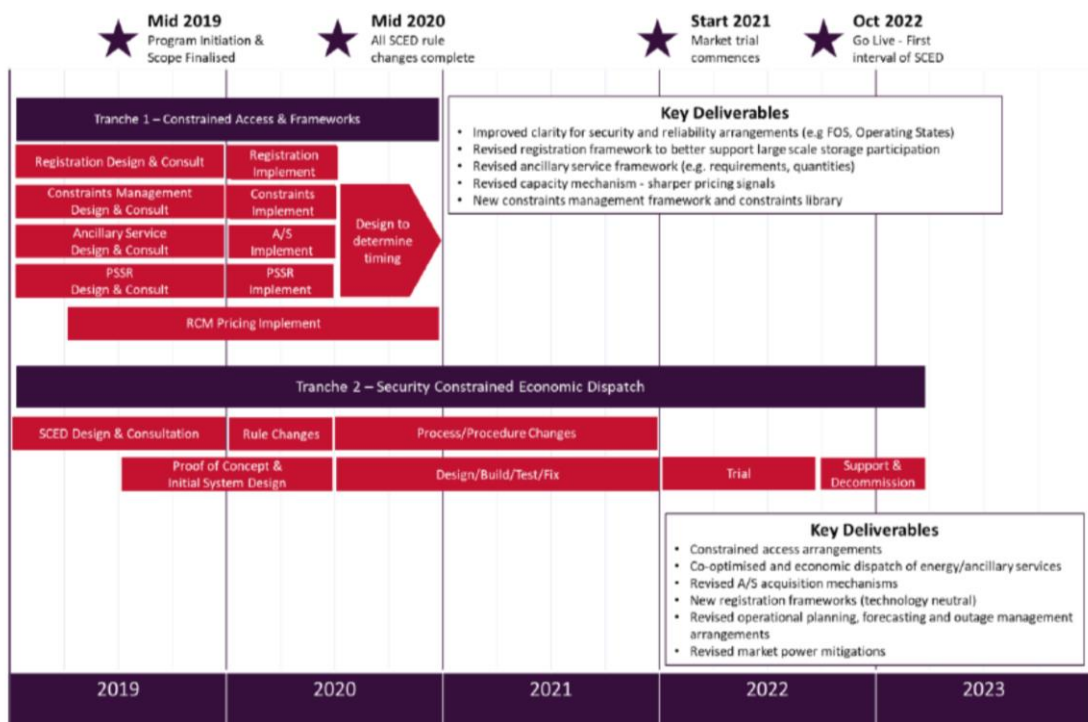 Mid 2019
Program Initiation &
Scope Finalised
Mid 2020
All SCED rule
changes complete
Start 2021
Market trial
commences
Oct 2022
Go Live - First
interval of SCED
Tranche 1 – Constrained Access & Frameworks
Registration Design & Consult
Registration
Implement
Constraints Management
Design & Consult
Constraints
Implement
Ancillary Service
Design & Consult
A/S
Implement
PSSR
Design & Consult
PSSR
Implement
Design to
determine
timing
RCM Pricing Implement
Key Deliverables
• Improved clarity for security and reliability arrangements (e.g FOS, Operating States)
• Revised registration framework to better support large scale storage participation
• Revised ancillary service framework (e.g. requirements, quantities)
• Revised capacity mechanism - sharper pricing signals
• New constraints management framework and constraints library
Tranche 2 – Security Constrained Economic Dispatch
SCED Design & Consultation
Rule Changes
Process/Procedure Changes
Proof of Concept &
Initial System Design
Design/Build/Test/Fix
Trial
Support &
Decommission
Key Deliverables
• Constrained access arrangements
• Co-optimised and economic dispatch of energy/ancillary services
• Revised A/S acquisition mechanisms
• New registration frameworks (technology neutral)
• Revised operational planning, forecasting and outage management
arrangements
• Revised market power mitigations
2019
2020
2021
2022
2023